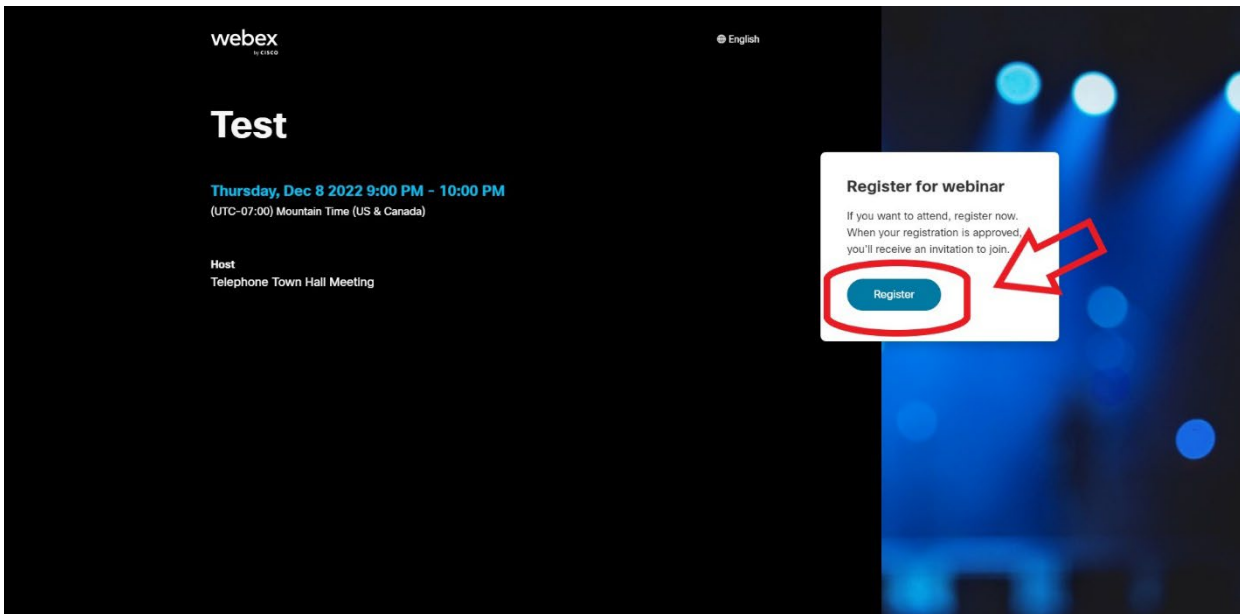 webex
by CISCO
English
Test
Thursday, Dec 8 2022 9:00 PM - 10:00 PM
(UTC-07:00) Mountain Time (US & Canada)
Host
Telephone Town Hall Meeting
Register for webinar
If you want to attend, register now.
When your registration is approved,
you'll receive an invitation to join.
Register